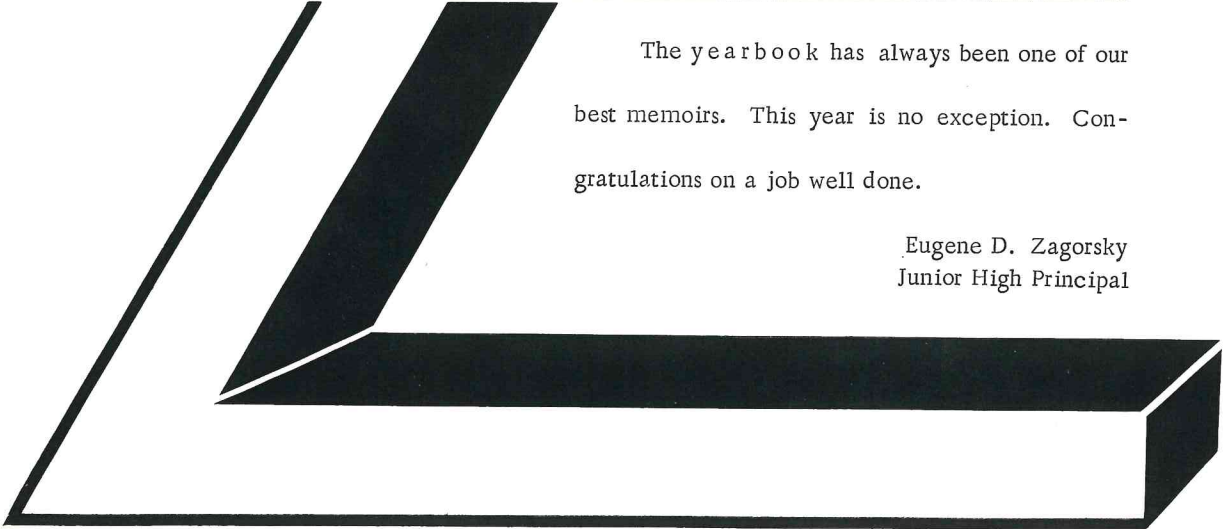 The yearbook has always been one of our
best memoirs. This year is no exception. Con-
gratulations on a job well done.
Eugene D. Zagorsky
Junior High Principal